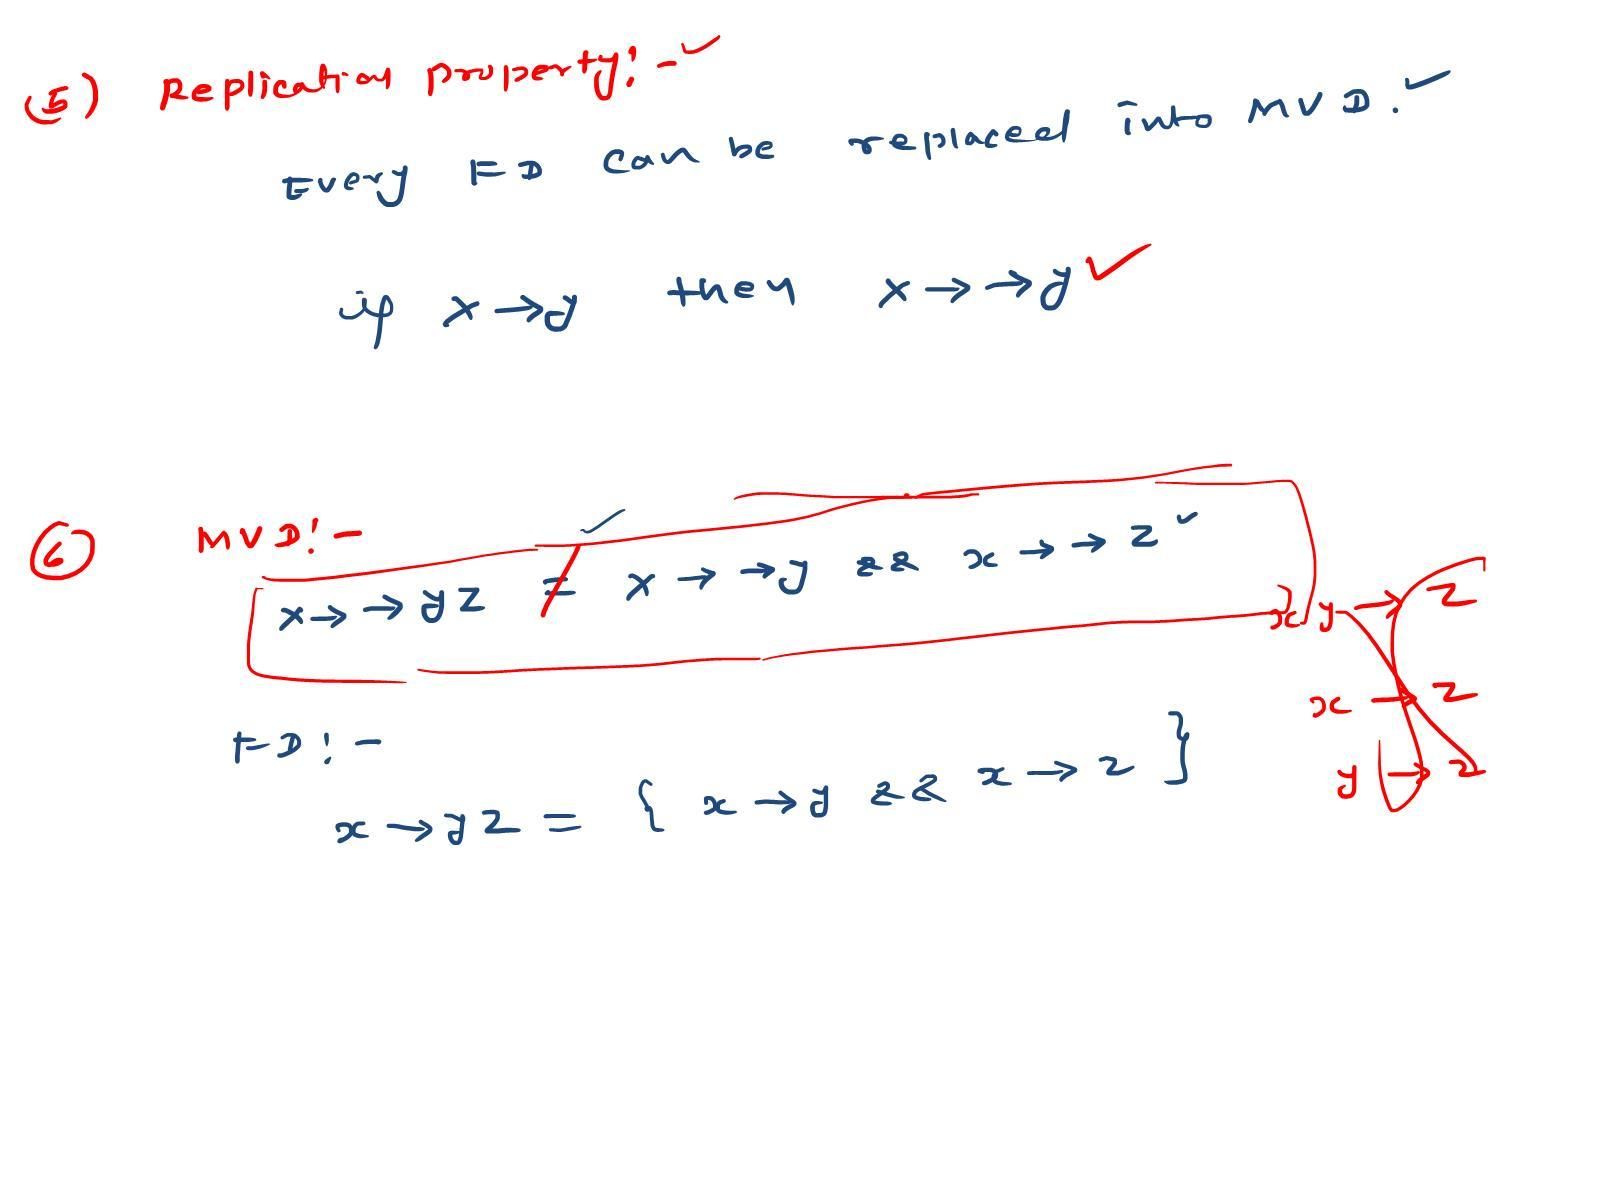 (5) Replication property! -
Every FD can be replaced into MVD.
if x → y then x → → y
6 MVD! -
x → → yz ≠ x → → y && x → → z
xy → z
x → z
y → z
FD! -
x → yz = { x → y && x → z }